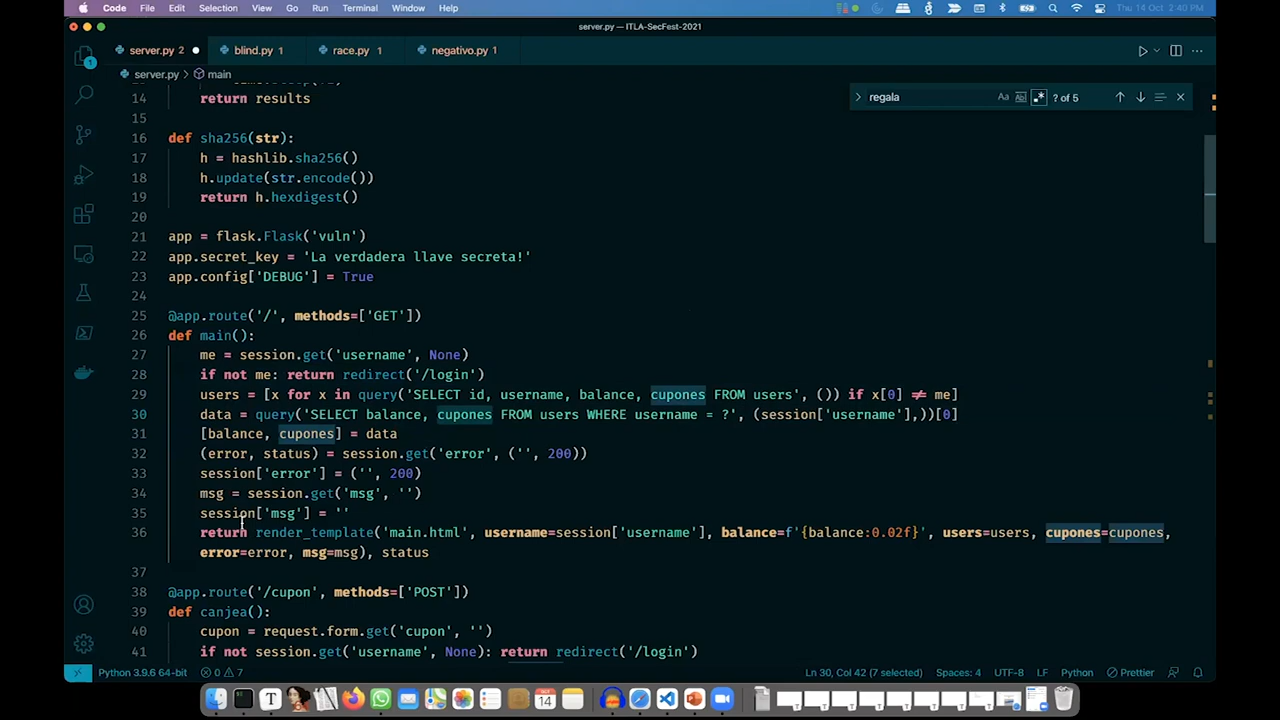 Code File Edit Selection View Go Run Terminal Window Help Thu 14 Oct 2:40 PM
server.py — ITLA-SecFest-2021
server.py 2 blind.py 1 race.py 1 negativo.py 1
server.py > main
regala Aa ? of 5
14 return results
15
16 def sha256(str):
17 h = hashlib.sha256()
18 h.update(str.encode())
19 return h.hexdigest()
20
21 app = flask.Flask('vuln')
22 app.secret_key = 'La verdadera llave secreta!'
23 app.config['DEBUG'] = True
24
25 @app.route('/', methods=['GET'])
26 def main():
27 me = session.get('username', None)
28 if not me: return redirect('/login')
29 users = [x for x in query('SELECT id, username, balance, cupones FROM users', ()) if x[0] ≠ me]
30 data = query('SELECT balance, cupones FROM users WHERE username = ?', (session['username'],))[0]
31 [balance, cupones] = data
32 (error, status) = session.get('error', ('', 200))
33 session['error'] = ('', 200)
34 msg = session.get('msg', '')
35 session['msg'] = ''
36 return render_template('main.html', username=session['username'], balance=f'{balance:0.02f}', users=users, cupones=cupones,
error=error, msg=msg), status
37
38 @app.route('/cupon', methods=['POST'])
39 def canjea():
40 cupon = request.form.get('cupon', '')
41 if not session.get('username', None): return redirect('/login')
Python 3.9.6 64-bit 0 7 Ln 30, Col 42 (7 selected) Spaces: 4 UTF-8 LF Python Prettier